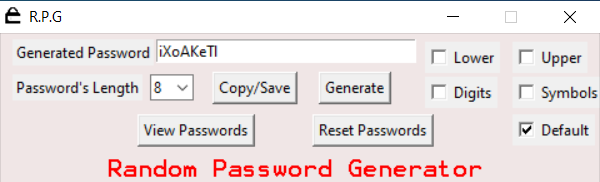 R.P.G
Generated Password iXoAKeTl Lower Upper
Password's Length 8 Copy/Save Generate Digits Symbols
View Passwords Reset Passwords Default
Random Password Generator